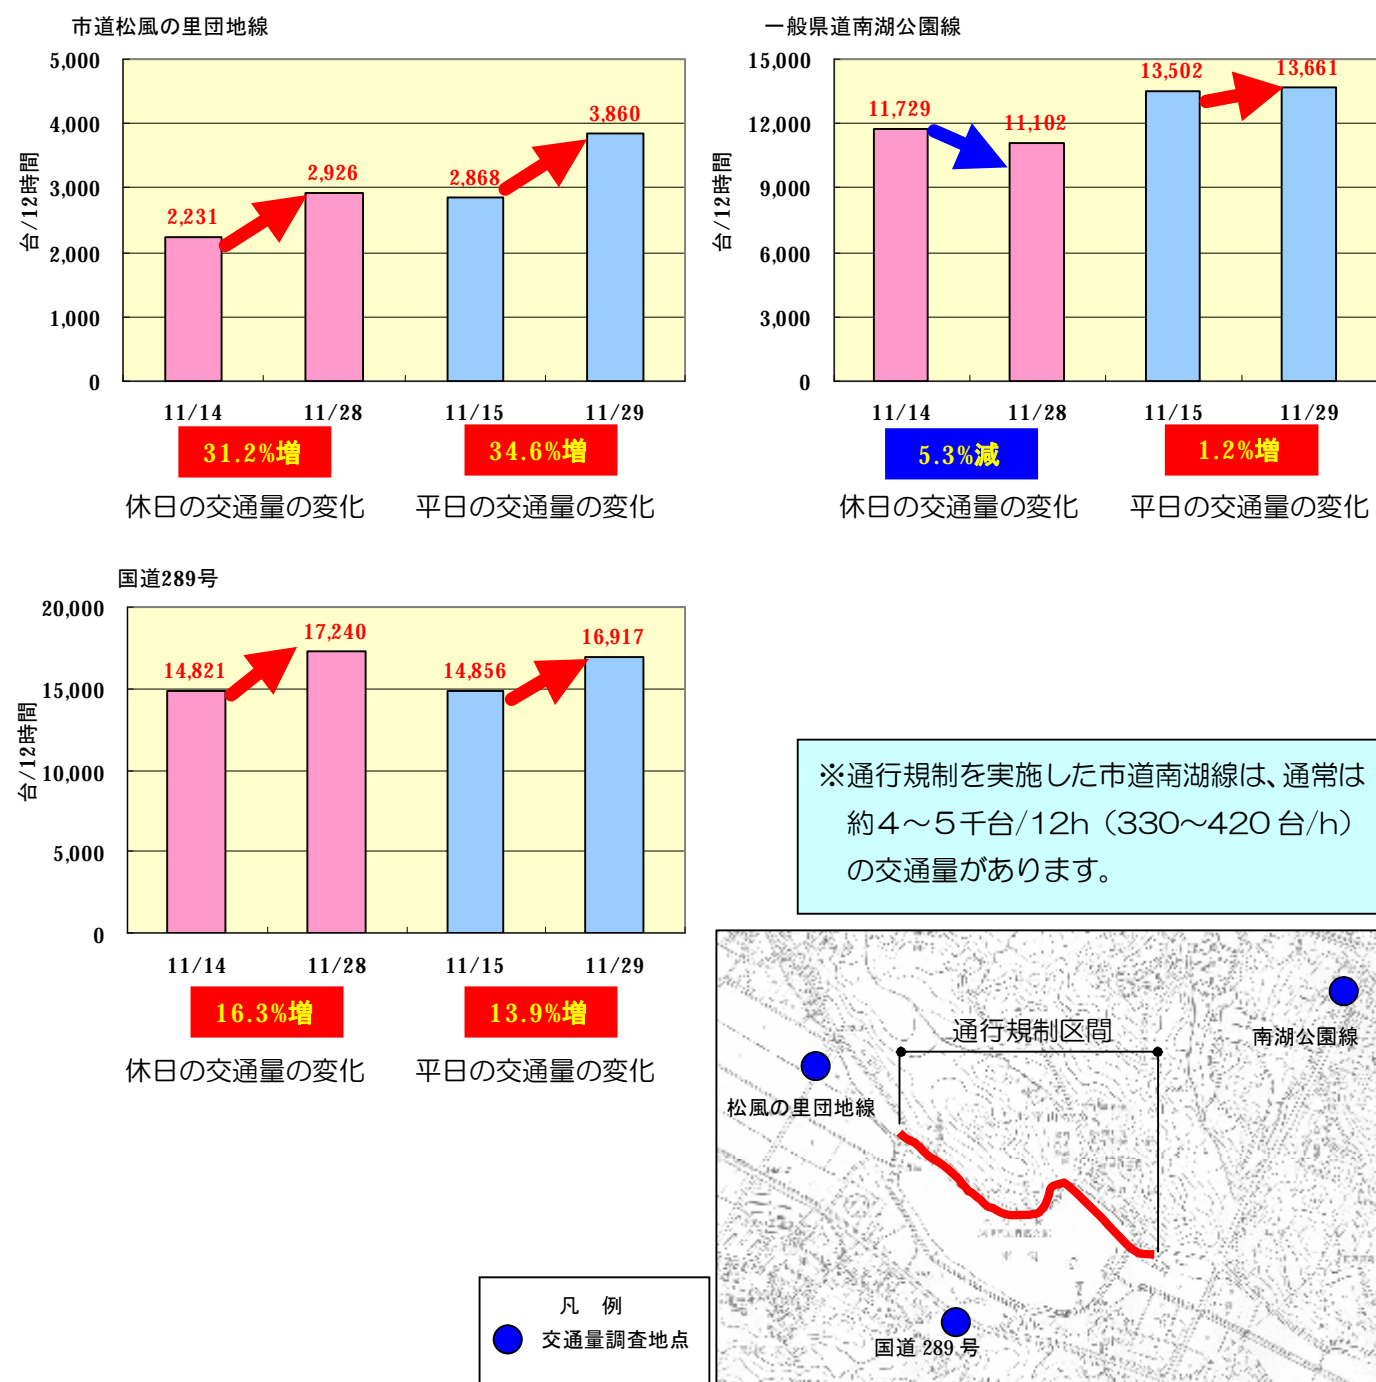 市道松風の里団地線
5,000
4,000
3,000
2,000
1,000
0
台/12時間
2,231
2,926
2,868
3,860
11/14
11/28
11/15
11/29
31.2%増
34.6%増
休日の交通量の変化
平日の交通量の変化
一般県道南湖公園線
15,000
12,000
9,000
6,000
3,000
0
台/12時間
11,729
11,102
13,502
13,661
11/14
11/28
11/15
11/29
5.3%減
1.2%増
休日の交通量の変化
平日の交通量の変化
国道289号
20,000
15,000
10,000
5,000
0
台/12時間
14,821
17,240
14,856
16,917
11/14
11/28
11/15
11/29
16.3%増
13.9%増
休日の交通量の変化
平日の交通量の変化
※通行規制を実施した市道南湖線は、通常は
約４～５千台/12h（330～420 台/h）
の交通量があります。
通行規制区間
南湖公園線
松風の里団地線
国道 289 号
凡 例
交通量調査地点